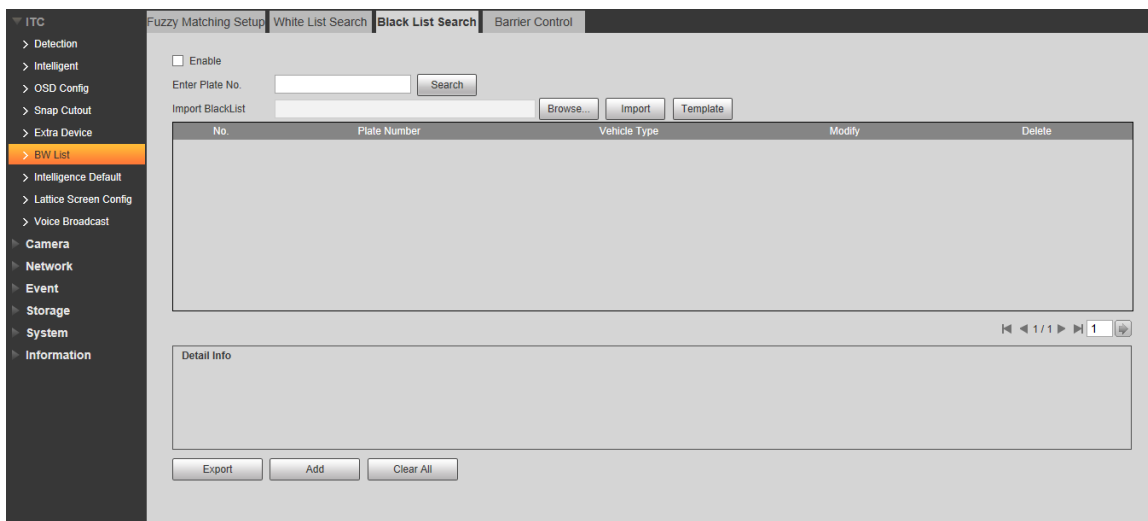 ITC
Detection
Intelligent
OSD Config
Snap Cutout
Extra Device
BW List
Intelligence Default
Lattice Screen Config
Voice Broadcast
Camera
Network
Event
Storage
System
Information
Fuzzy Matching Setup White List Search Black List Search Barrier Control
Enable
Enter Plate No. Search
Import BlackList Browse... Import Template
No. Plate Number Vehicle Type Modify Delete
1 / 1 1
Detail Info
Export Add Clear All